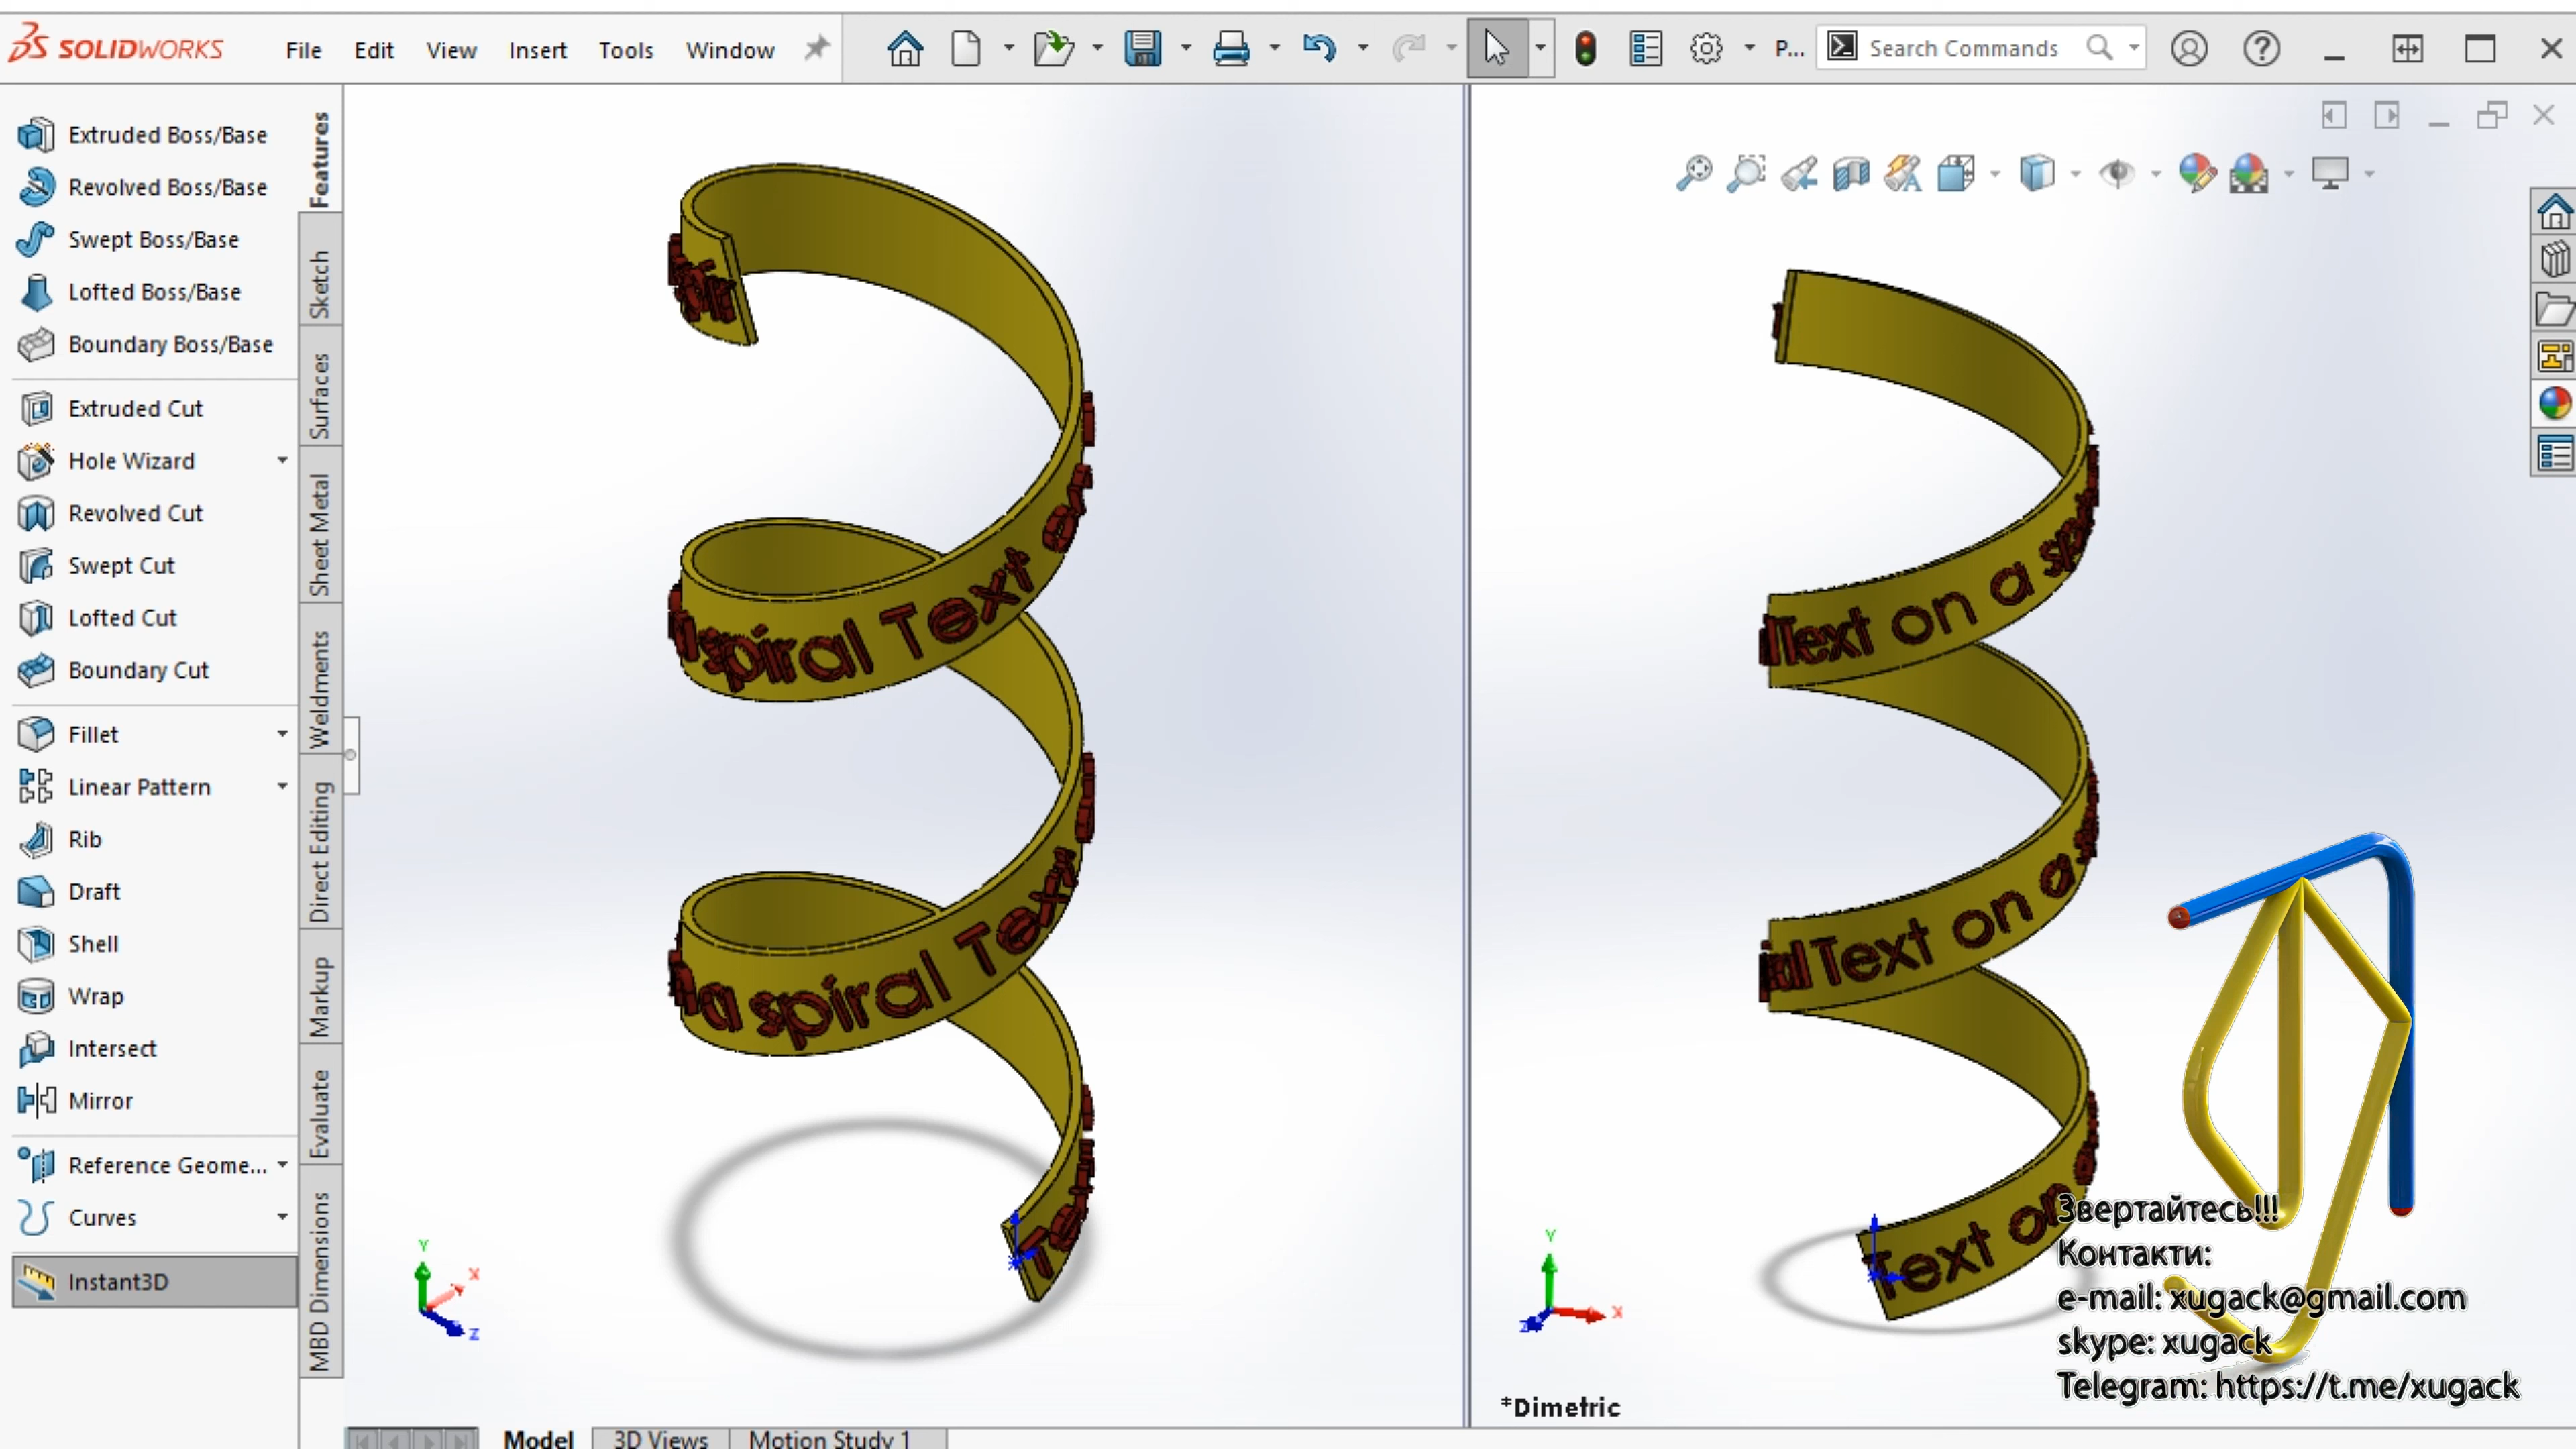 SOLIDWORKS
File Edit View Insert Tools Window
P...
Search Commands
Extruded Boss/Base
Revolved Boss/Base
Swept Boss/Base
Lofted Boss/Base
Boundary Boss/Base
Extruded Cut
Hole Wizard
Revolved Cut
Swept Cut
Lofted Cut
Boundary Cut
Fillet
Linear Pattern
Rib
Draft
Shell
Wrap
Intersect
Mirror
Reference Geome...
Curves
Instant3D
Features
Sketch
Surfaces
Sheet Metal
Weldments
Direct Editing
Markup
Evaluate
MBD Dimensions
spiral Text
a spiral Text
Y
X
Z
Text on a
Text on a
Text on
Y
X
Z
*Dimetric
Звертайтесь!!!
Контакти:
e-mail: xugack@gmail.com
skype: xugack
Telegram: https://t.me/xugack
Model 3D Views Motion Study 1